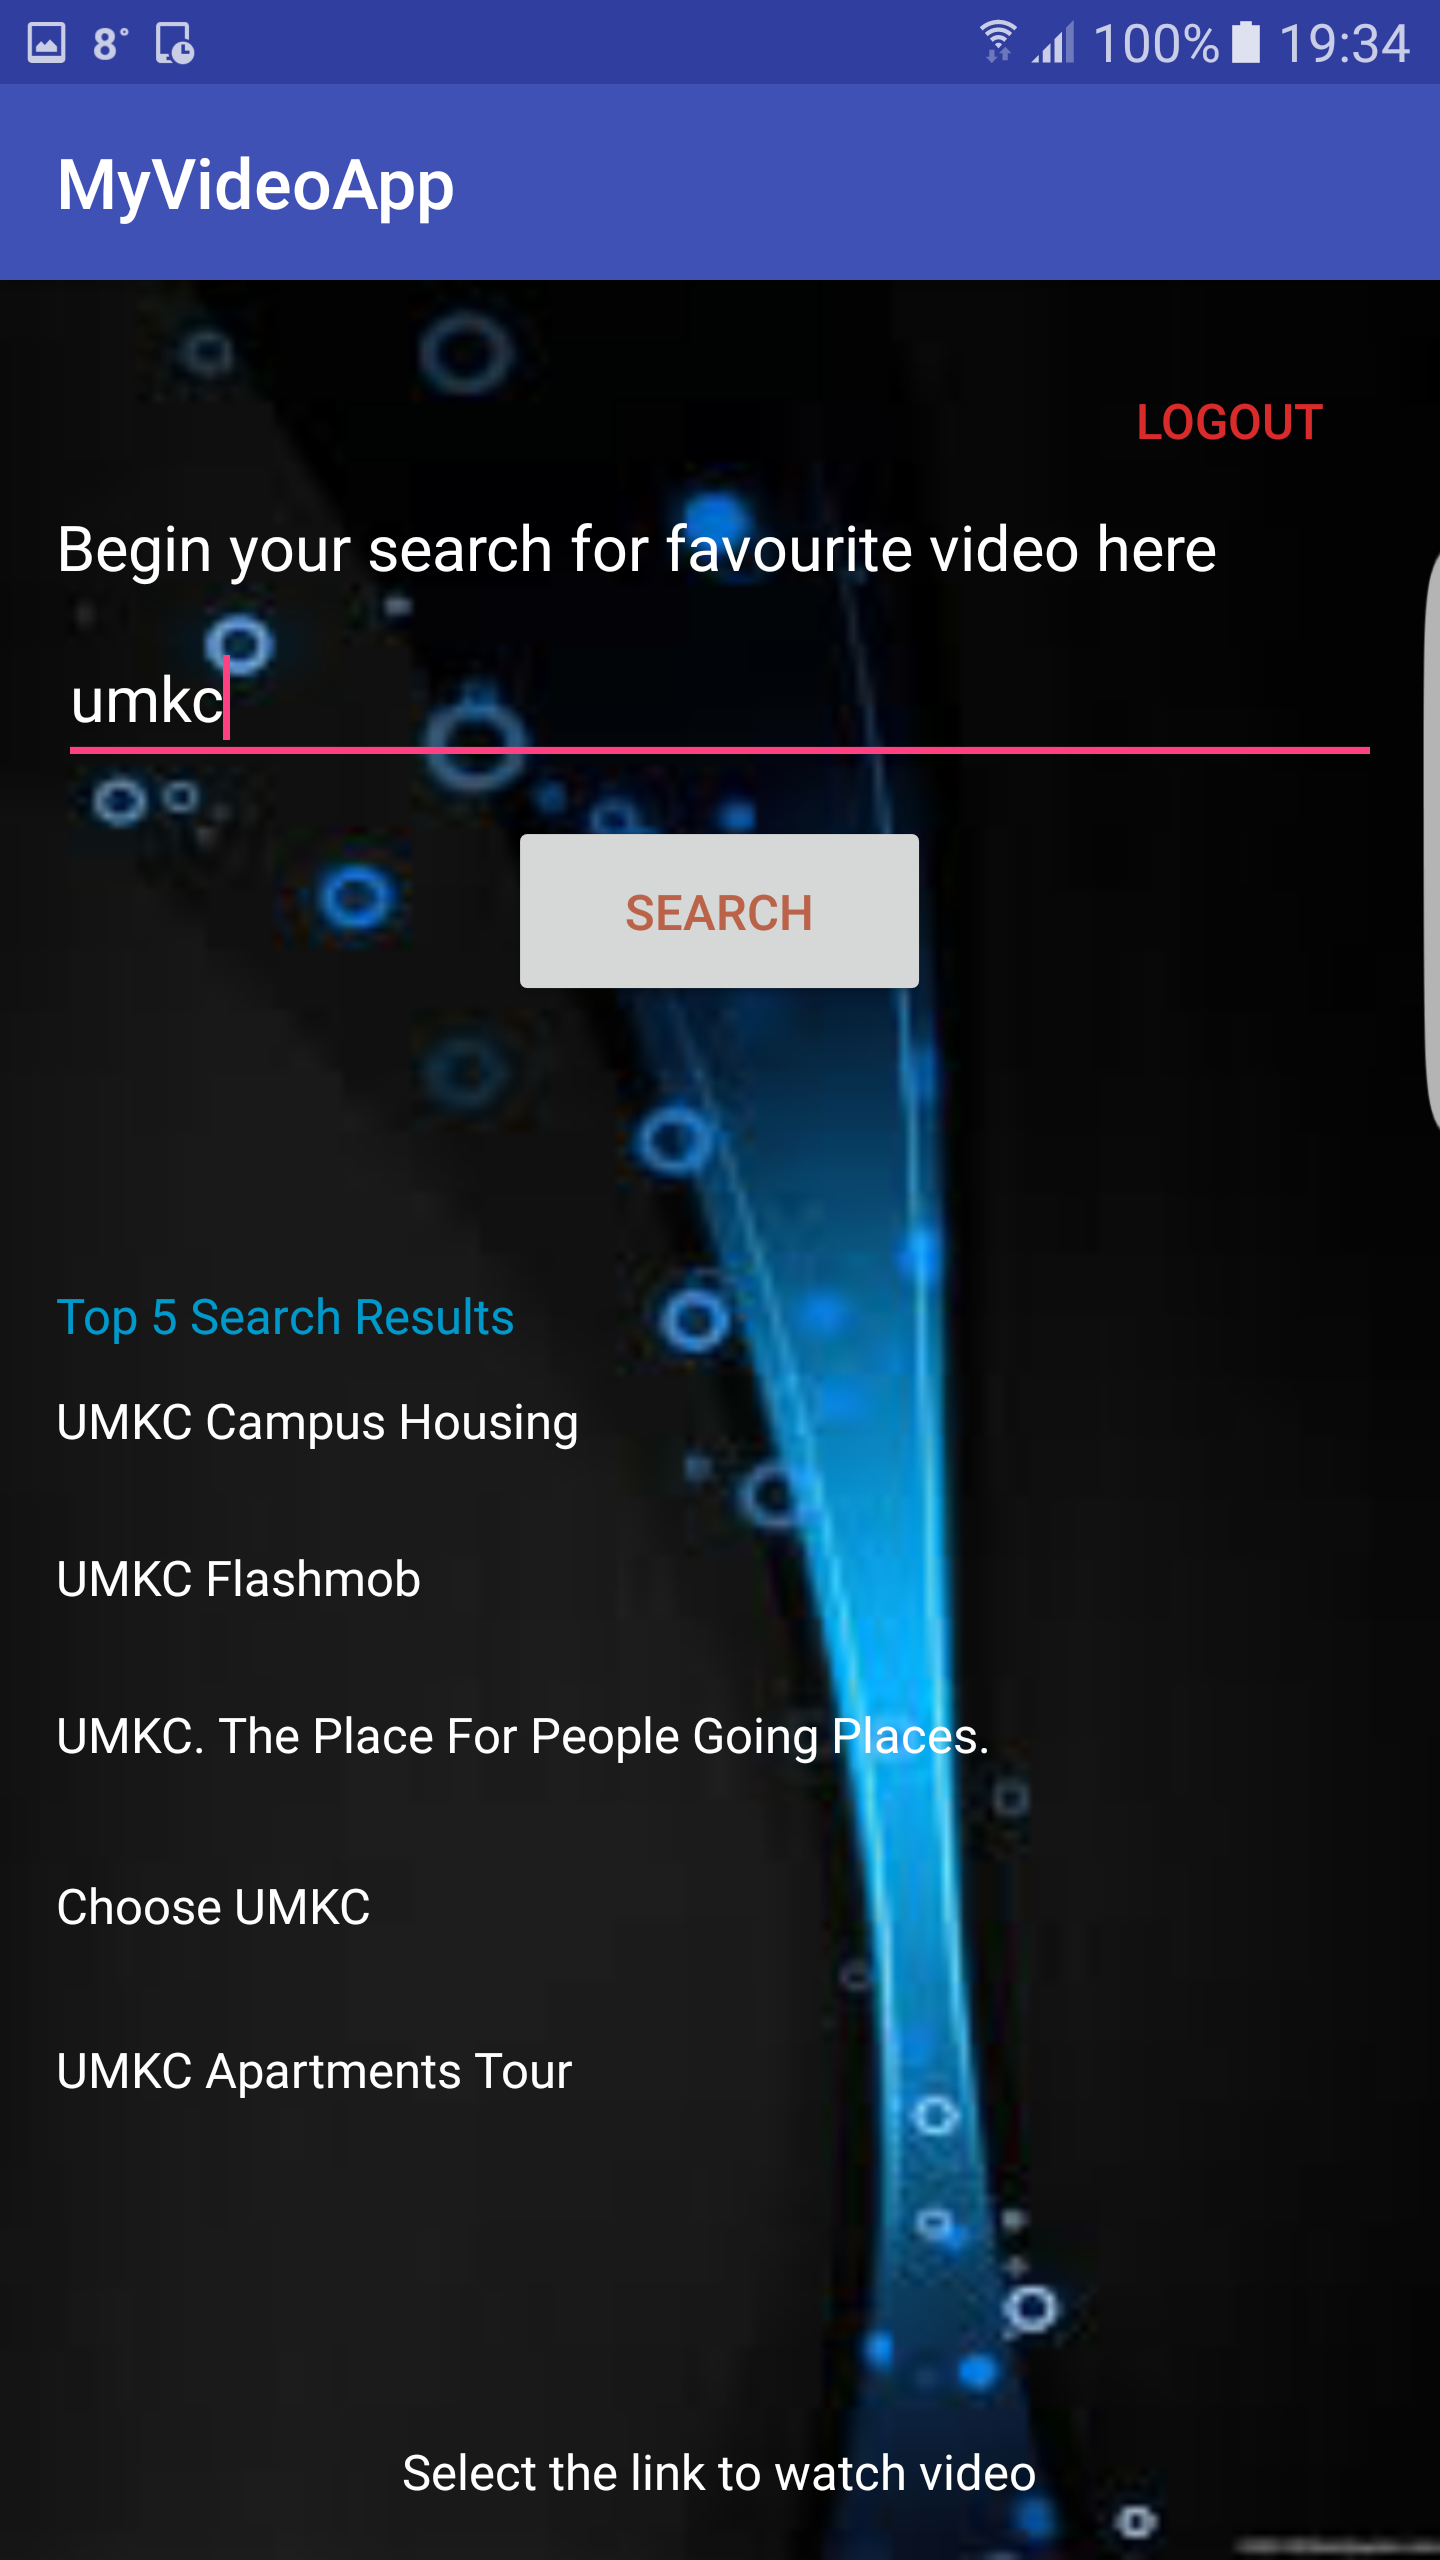 8° 100% 19:34
MyVideoApp
LOGOUT
Begin your search for favourite video here
umkc
SEARCH
Top 5 Search Results
UMKC Campus Housing
UMKC Flashmob
UMKC. The Place For People Going Places.
Choose UMKC
UMKC Apartments Tour
Select the link to watch video